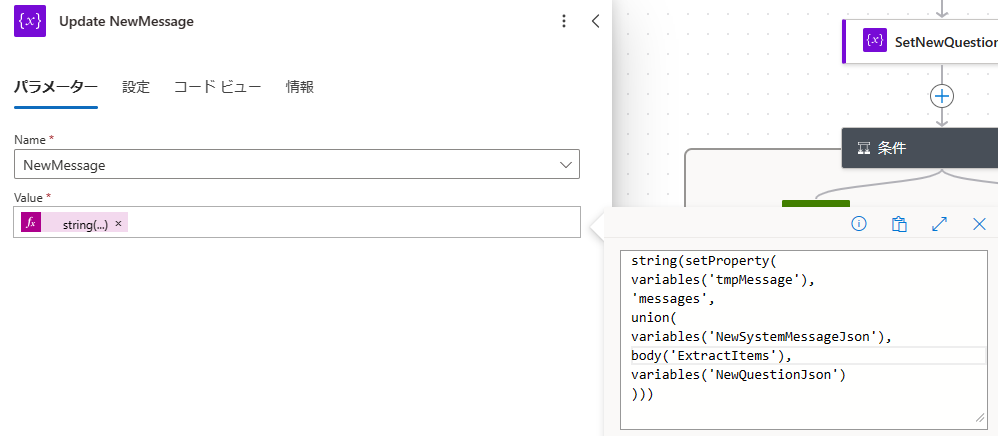 {x} Update NewMessage
パラメーター 設定 コード ビュー 情報
Name *
NewMessage
Value *
fx string(...) ×
{x} SetNewQuestion
条件
string(setProperty(
variables('tmpMessage'),
'messages',
union(
variables('NewSystemMessageJson'),
body('ExtractItems'),
variables('NewQuestionJson')
)))